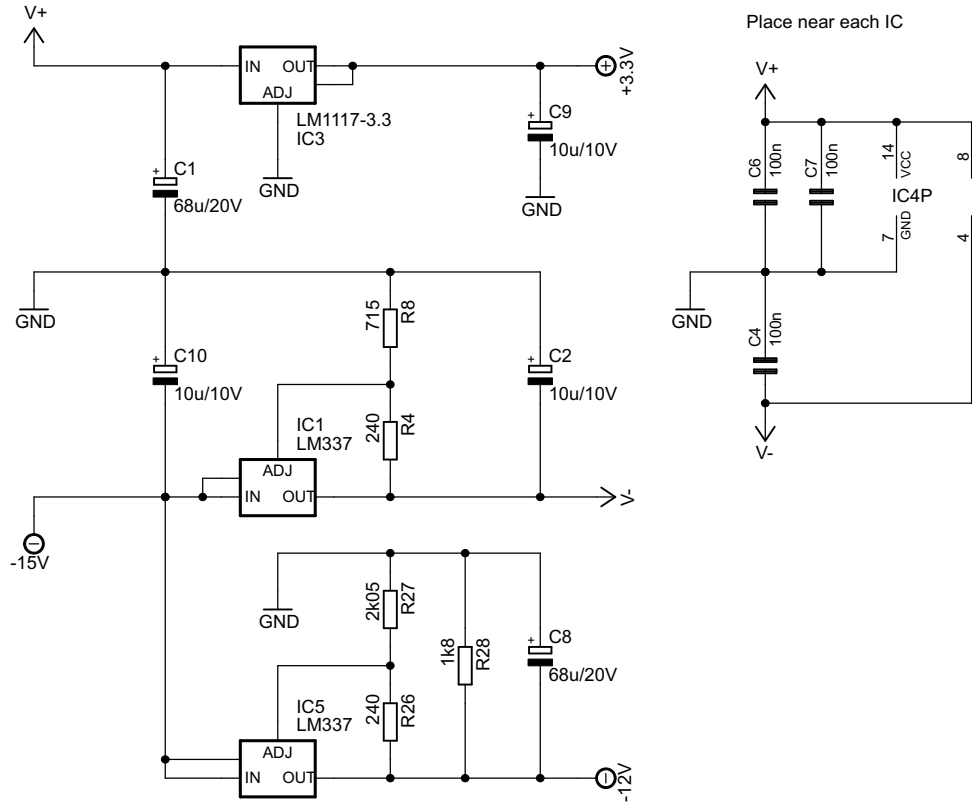 V+
Place near each IC
IN
OUT
ADJ
LM1117-3.3
IC3
+3.3V
GND
C9
10u/10V
GND
C1
68u/20V
GND
715
R8
C10
10u/10V
C2
10u/10V
IC1
LM337
240
R4
ADJ
IN
OUT
V-
-15V
GND
2k05
R27
1k8
R28
C8
68u/20V
IC5
LM337
240
R26
ADJ
IN
OUT
-12V
V+
C6
100n
C7
100n
14
VCC
8
IC4P
7
GND
4
GND
C4
100n
V-